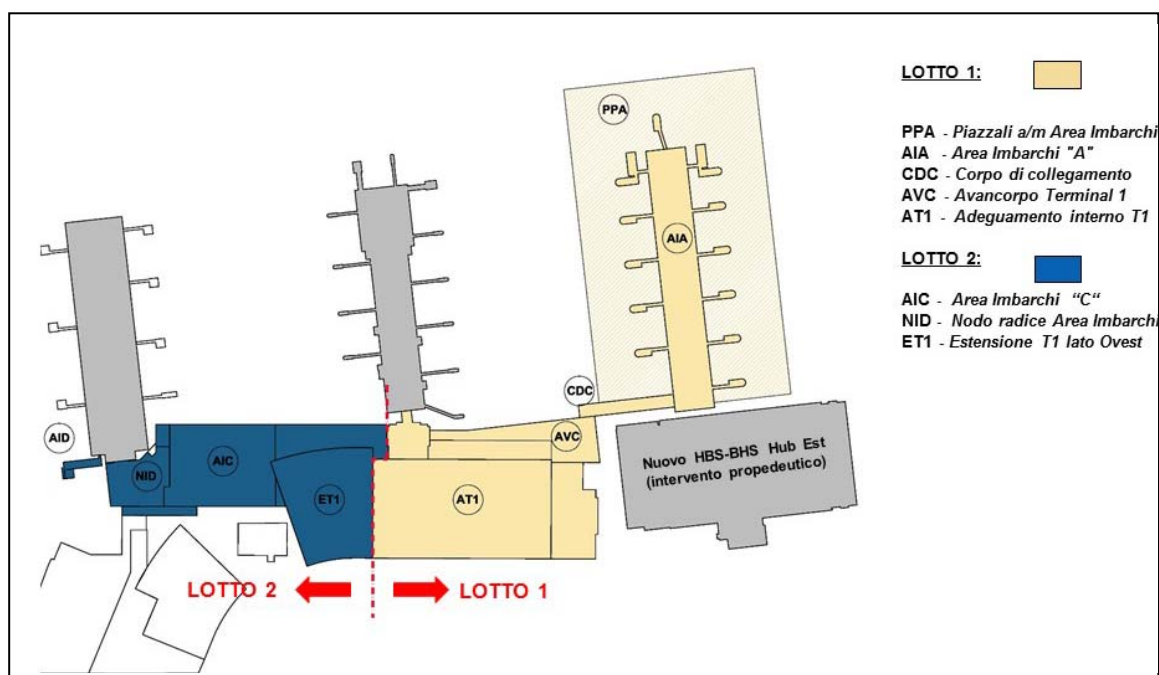 PPA
AIA
CDC
AVC
AID
NID
AIC
ET1
AT1
Nuovo HBS-BHS Hub Est
(intervento propedeutico)
LOTTO 2
LOTTO 1
LOTTO 1:
PPA - Piazzali a/m Area Imbarchi
AIA - Area Imbarchi "A"
CDC - Corpo di collegamento
AVC - Avancorpo Terminal 1
AT1 - Adeguamento interno T1
LOTTO 2:
AIC - Area Imbarchi “C“
NID - Nodo radice Area Imbarchi
ET1 - Estensione T1 lato Ovest